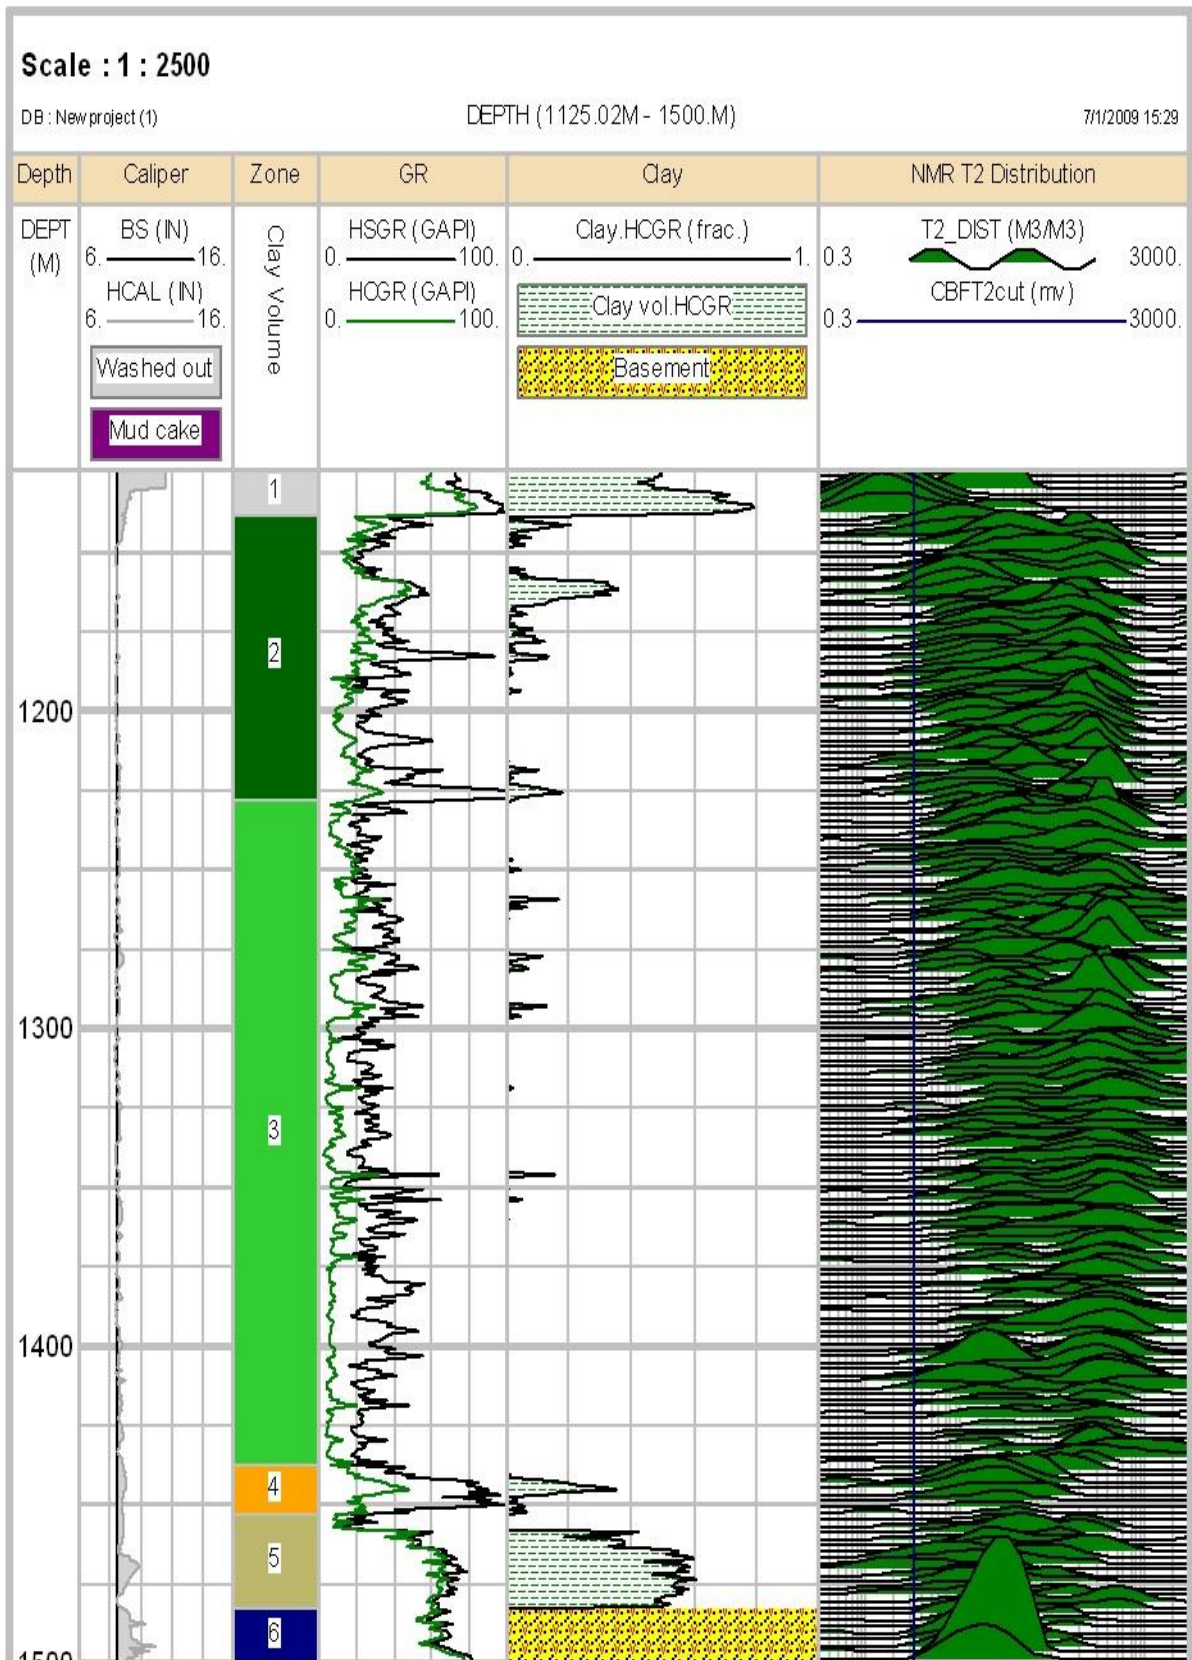 Scale : 1 : 2500
DB : New project (1) DEPTH (1125.02M - 1500.M) 7/1/2009 15:29
Depth Caliper Zone GR Clay NMR T2 Distribution
DEPT
(M)
BS (IN)
6. 16.
HCAL (IN)
6. 16.
Washed out
Mud cake
Clay Volume
HSGR (GAPI)
0. 100.
HCGR (GAPI)
0. 100.
Clay.HCGR (frac.)
0. 1.
Clay vol.HCGR
Basement
T2_DIST (M3/M3)
0.3 3000.
CBFT2cut (mv)
0.3 3000.
1
2
1200
1300
3
1400
4
5
6
1500